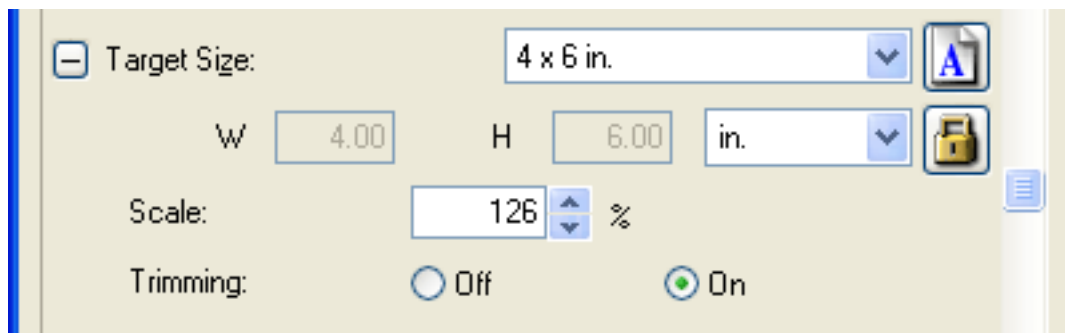 Target Size: 4 x 6 in. A
W 4.00 H 6.00 in.
Scale: 126 %
Trimming: Off On